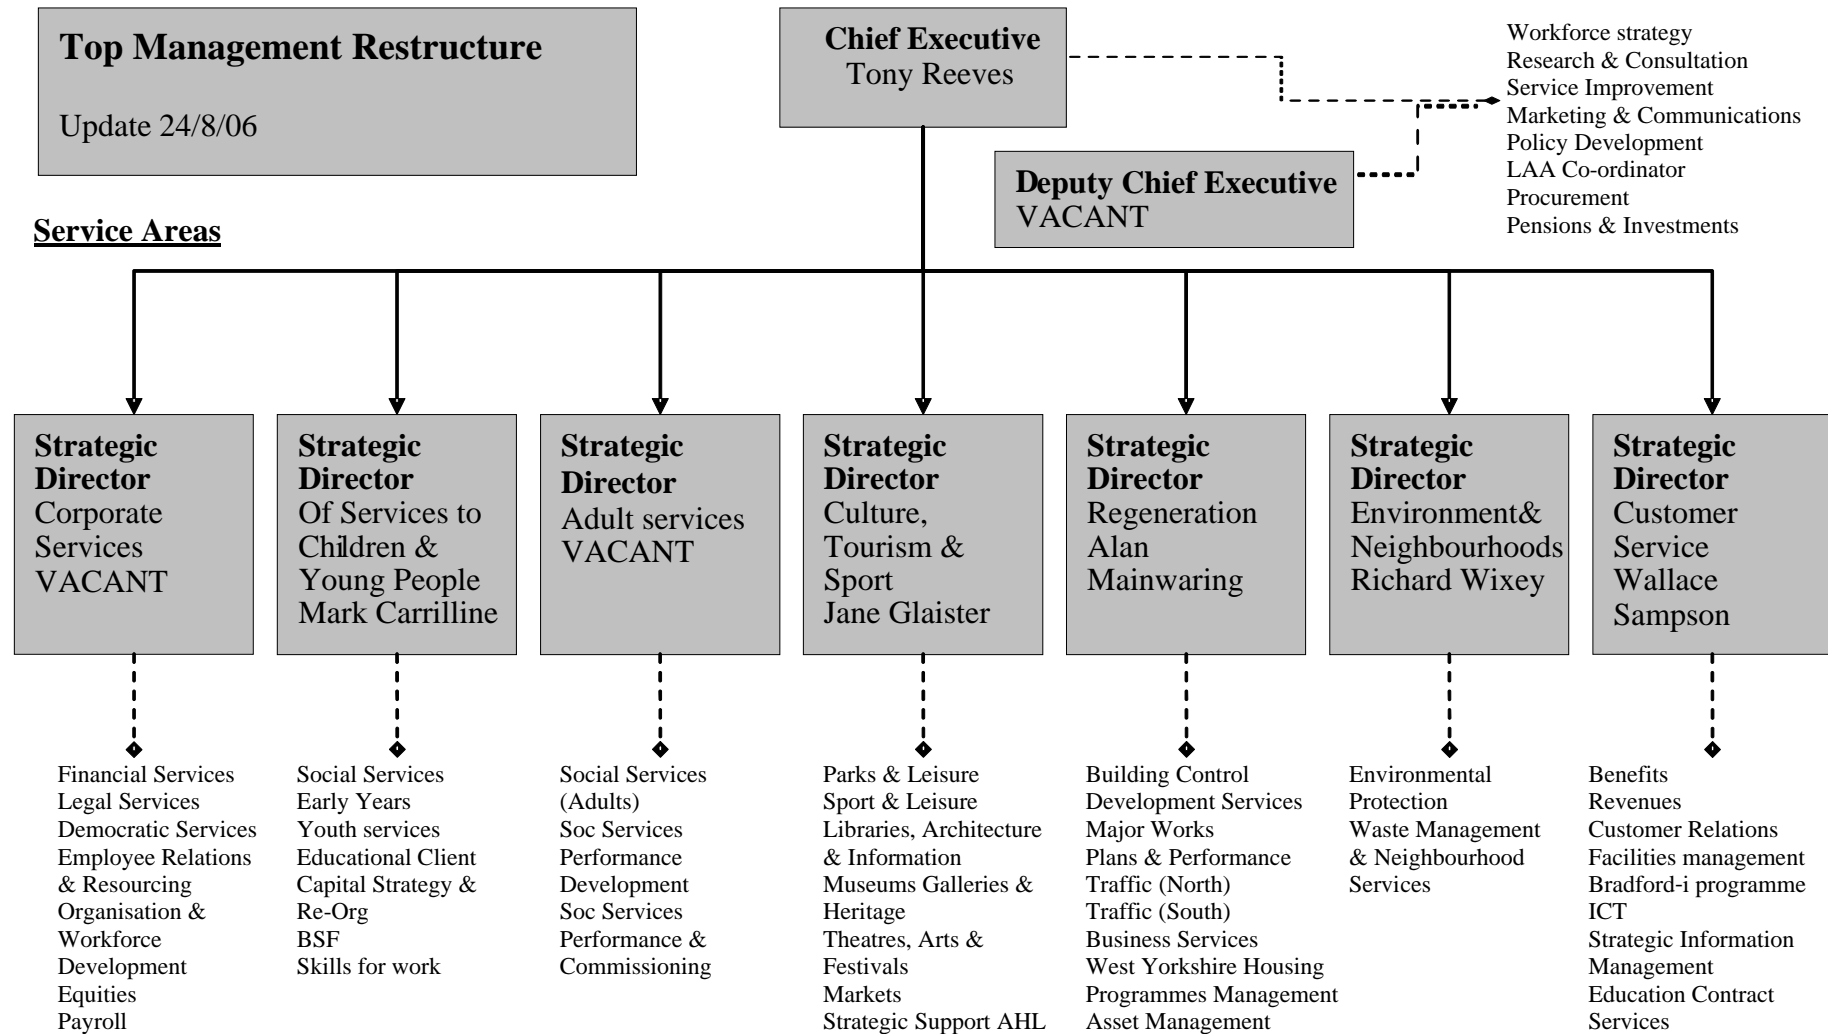 Top Management Restructure
Update 24/8/06
Chief Executive
Tony Reeves
Workforce strategy
Research & Consultation
Service Improvement
Marketing & Communications
Policy Development
LAA Co-ordinator
Procurement
Pensions & Investments
Deputy Chief Executive
VACANT
Service Areas
Strategic
Director
Corporate
Services
VACANT
Strategic
Director
Of Services to
Children &
Young People
Mark Carrilline
Strategic
Director
Adult services
VACANT
Strategic
Director
Culture,
Tourism &
Sport
Jane Glaister
Strategic
Director
Regeneration
Alan
Mainwaring
Strategic
Director
Environment&
Neighbourhoods
Richard Wixey
Strategic
Director
Customer
Service
Wallace
Sampson
Financial Services
Legal Services
Democratic Services
Employee Relations
& Resourcing
Organisation &
Workforce
Development
Equities
Payroll
Social Services
Early Years
Youth services
Educational Client
Capital Strategy &
Re-Org
BSF
Skills for work
Social Services
(Adults)
Soc Services
Performance
Development
Soc Services
Performance &
Commissioning
Parks & Leisure
Sport & Leisure
Libraries, Architecture
& Information
Museums Galleries &
Heritage
Theatres, Arts &
Festivals
Markets
Strategic Support AHL
Building Control
Development Services
Major Works
Plans & Performance
Traffic (North)
Traffic (South)
Business Services
West Yorkshire Housing
Programmes Management
Asset Management
Environmental
Protection
Waste Management
& Neighbourhood
Services
Benefits
Revenues
Customer Relations
Facilities management
Bradford-i programme
ICT
Strategic Information
Management
Education Contract
Services